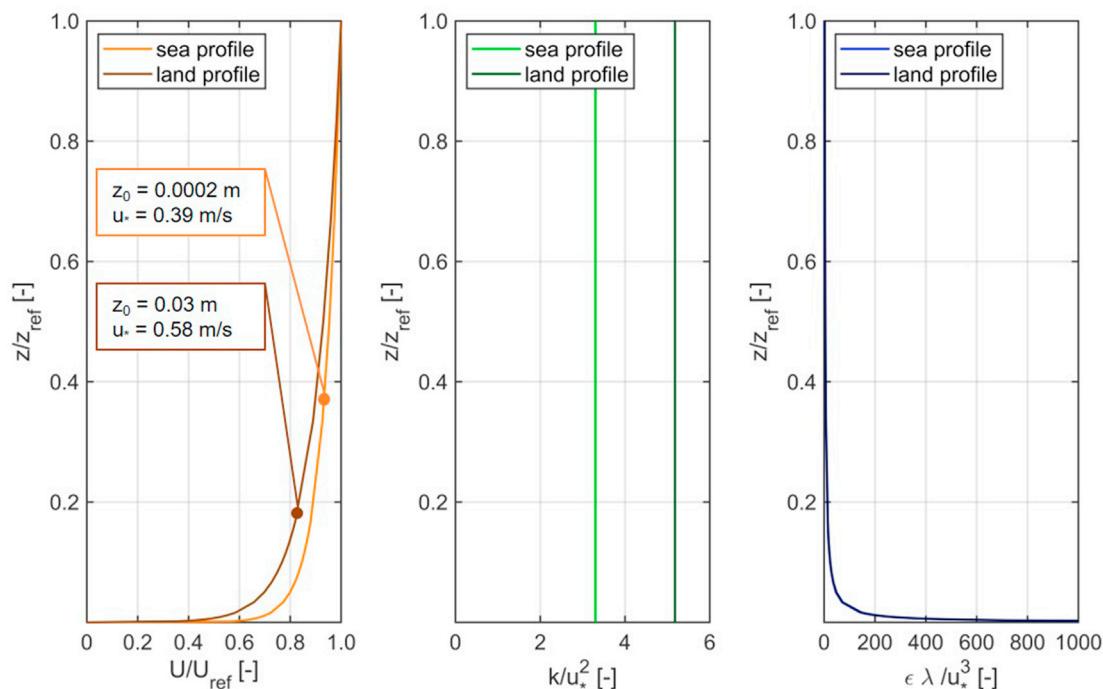 1.0
0.8
0.6
0.4
0.2
0
0.2
0.4
0.6
0.8
1.0
z/z_ref [-]
U/U_ref [-]
sea profile
land profile
z₀ = 0.0002 m
u* = 0.39 m/s
z₀ = 0.03 m
u* = 0.58 m/s
1.0
0.8
0.6
0.4
0.2
0
2
4
6
z/z_ref [-]
k/u*² [-]
sea profile
land profile
1.0
0.8
0.6
0.4
0.2
0
200
400
600
800
1000
z/z_ref [-]
ϵ λ /u*³ [-]
sea profile
land profile